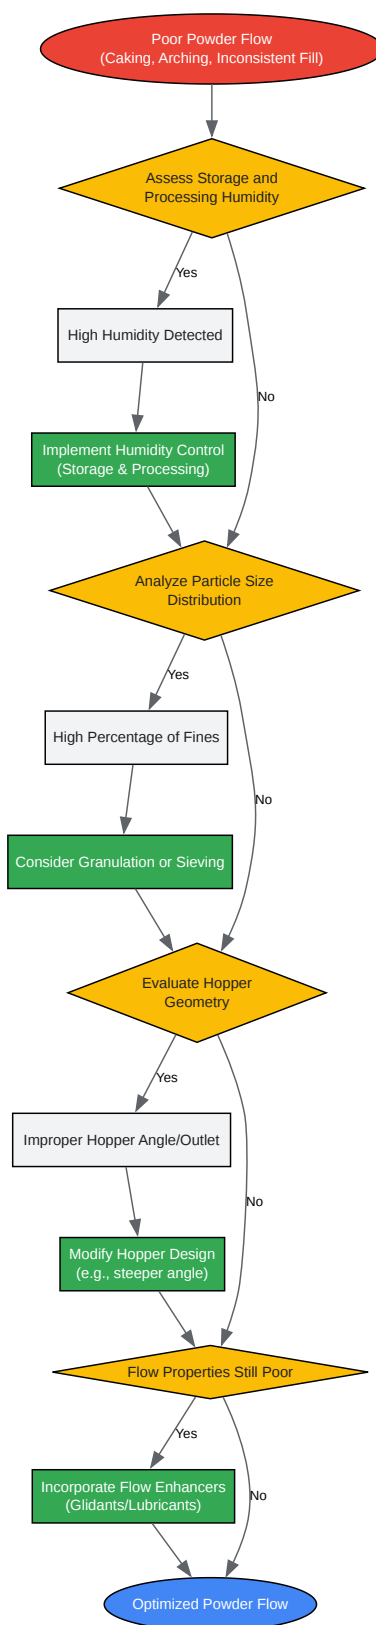 Poor Powder Flow
(Caking, Arching, Inconsistent Fill)
Assess Storage and
Processing Humidity
Yes
High Humidity Detected
No
Implement Humidity Control
(Storage & Processing)
Analyze Particle Size
Distribution
Yes
High Percentage of Fines
No
Consider Granulation or Sieving
Evaluate Hopper
Geometry
Yes
Improper Hopper Angle/Outlet
No
Modify Hopper Design
(e.g., steeper angle)
Flow Properties Still Poor
Yes
Incorporate Flow Enhancers
(Glidants/Lubricants)
No
Optimized Powder Flow